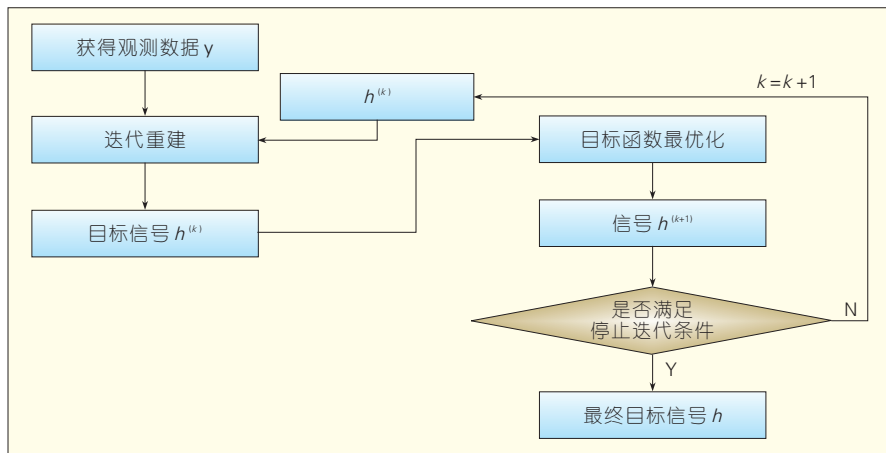 获得观测数据 y
迭代重建
目标信号 h⁽ᵏ⁾
h⁽ᵏ⁾
k=k+1
目标函数最优化
信号 h⁽ᵏ⁺¹⁾
是否满足
停止迭代条件
N
Y
最终目标信号 h